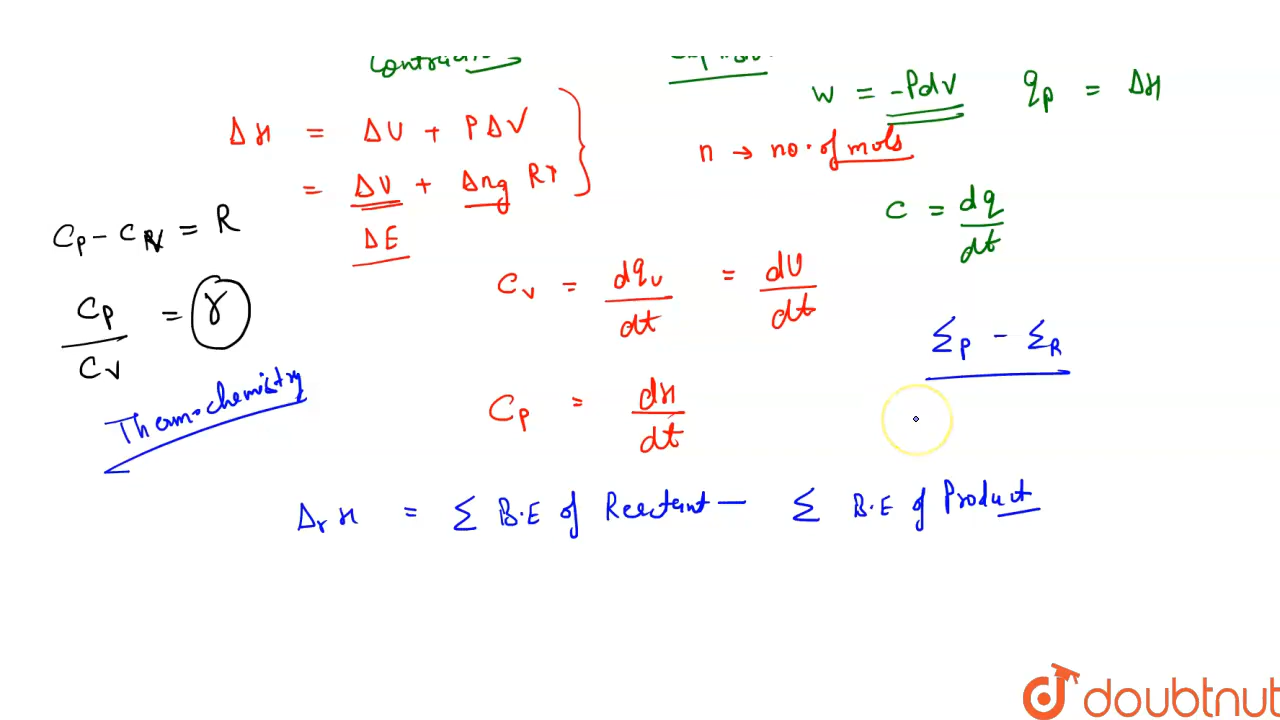 w = -PdV q_p = ΔH
ΔH = ΔU + PΔV
n → no. of mols
= ΔU + Δng RT
ΔE
C = dq/dt
Cp - Cv = R
Cv = dqv/dt = dU/dt
Cp/Cv = γ
ΣP - ΣR
Thermochemistry
Cp = dH/dt
ΔrH = Σ B.E of Reactant - Σ B.E of Product
doubtnut